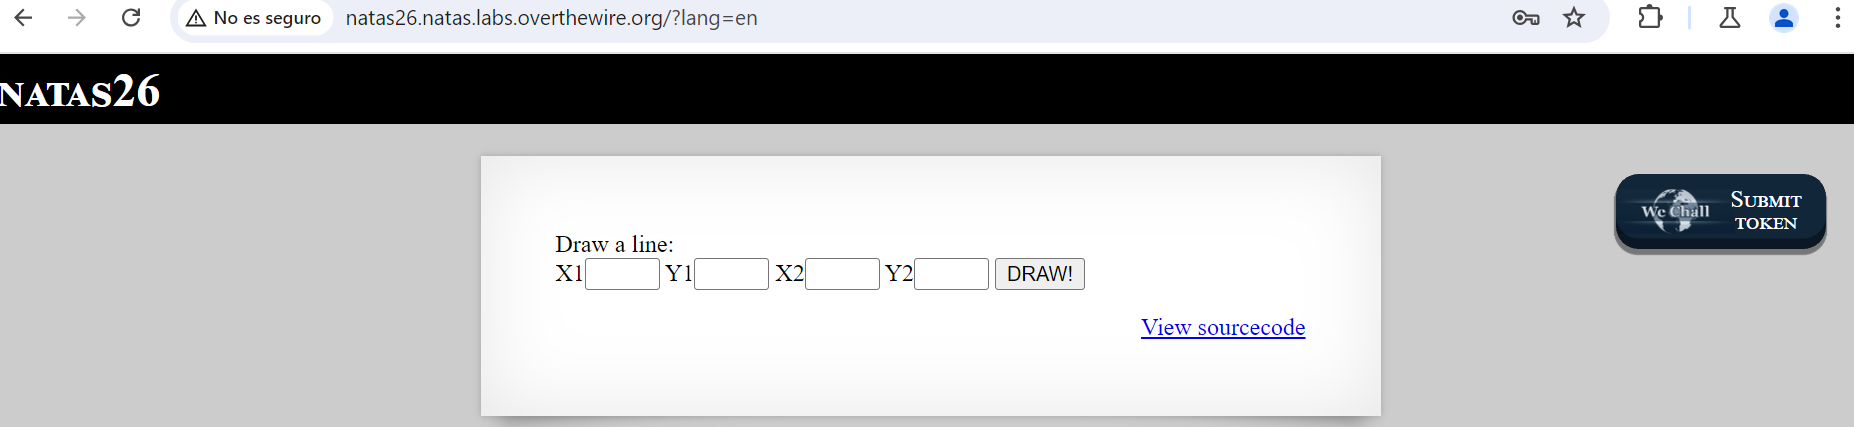 No es seguro natas26.natas.labs.overthewire.org/?lang=en
NATAS26
We Chall SUBMIT TOKEN
Draw a line:
X1 Y1 X2 Y2 DRAW!
View sourcecode